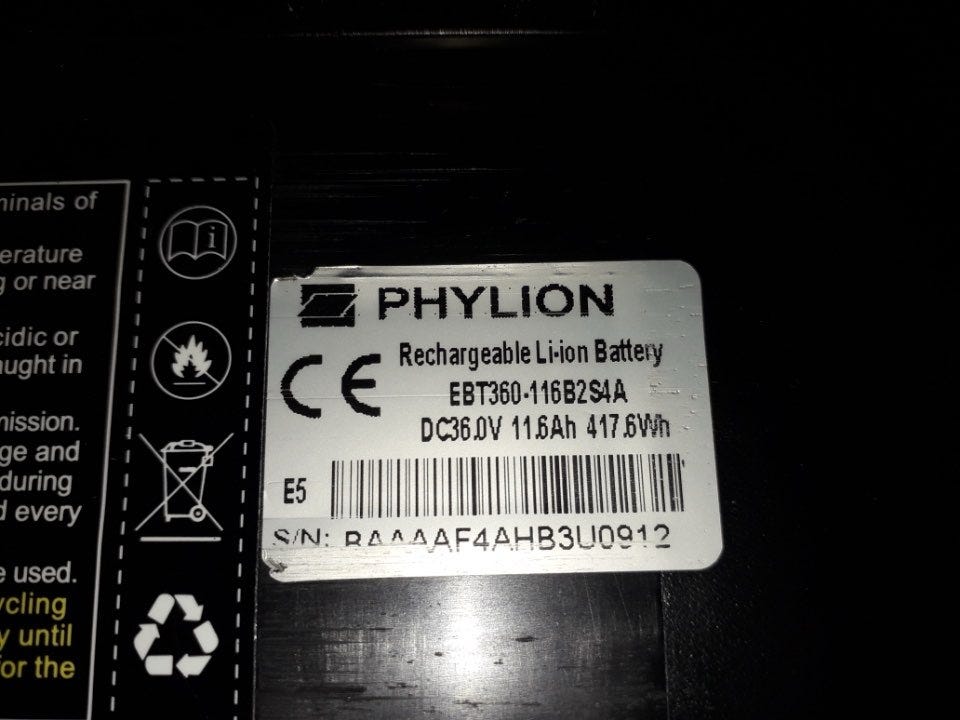 minals of
erature
g or near
cidic or
aught in
mission.
ge and
during
d every
e used.
ycling
y until
for the
i
PHYLION
CE
Rechargeable Li-ion Battery
EBT360-116B2S4A
DC36.0V 11.6Ah 417.6Wh
E5
S/N: BAAAAF4AHB3U0912